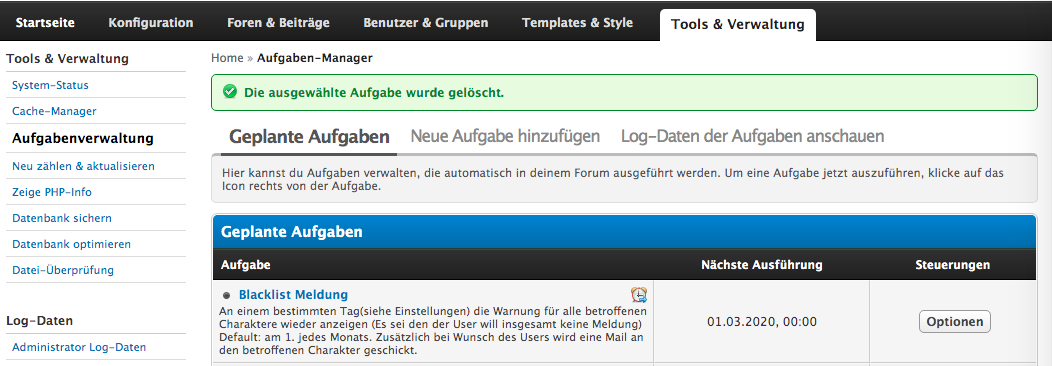 Startseite Konfiguration Foren & Beiträge Benutzer & Gruppen Templates & Style Tools & Verwaltung
Tools & Verwaltung
System-Status
Cache-Manager
Aufgabenverwaltung
Neu zählen & aktualisieren
Zeige PHP-Info
Datenbank sichern
Datenbank optimieren
Datei-Überprüfung
Log-Daten
Administrator Log-Daten
Home » Aufgaben-Manager
Die ausgewählte Aufgabe wurde gelöscht.
Geplante Aufgaben Neue Aufgabe hinzufügen Log-Daten der Aufgaben anschauen
Hier kannst du Aufgaben verwalten, die automatisch in deinem Forum ausgeführt werden. Um eine Aufgabe jetzt auszuführen, klicke auf das
Icon rechts von der Aufgabe.
Geplante Aufgaben
Aufgabe Nächste Ausführung Steuerungen
Blacklist Meldung
An einem bestimmten Tag(siehe Einstellungen) die Warnung für alle betroffenen
Charaktere wieder anzeigen (Es sei den der User will insgesamt keine Meldung)
Default: am 1. jedes Monats. Zusätzlich bei Wunsch des Users wird eine Mail an
den betroffenen Charakter geschickt.
01.03.2020, 00:00
Optionen